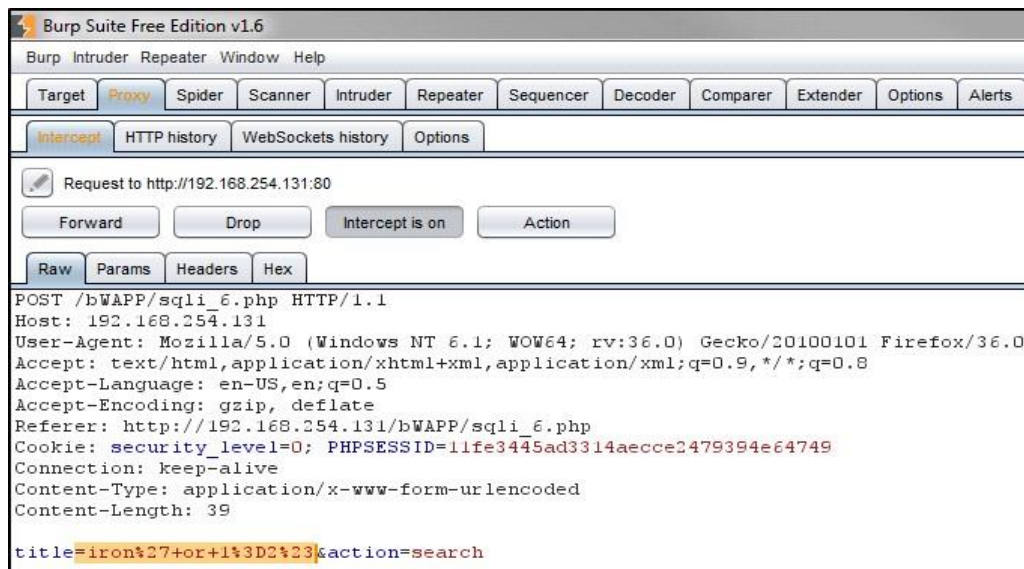 Burp Suite Free Edition v1.6
Burp Intruder Repeater Window Help
Target Proxy Spider Scanner Intruder Repeater Sequencer Decoder Comparer Extender Options Alerts
Intercept HTTP history WebSockets history Options
Request to http://192.168.254.131:80
Forward Drop Intercept is on Action
Raw Params Headers Hex
POST /bWAPP/sqli_6.php HTTP/1.1
Host: 192.168.254.131
User-Agent: Mozilla/5.0 (Windows NT 6.1; WOW64; rv:36.0) Gecko/20100101 Firefox/36.0
Accept: text/html,application/xhtml+xml,application/xml;q=0.9,*/*;q=0.8
Accept-Language: en-US,en;q=0.5
Accept-Encoding: gzip, deflate
Referer: http://192.168.254.131/bWAPP/sqli_6.php
Cookie: security_level=0; PHPSESSID=11fe3445ad3314aecce2479394e64749
Connection: keep-alive
Content-Type: application/x-www-form-urlencoded
Content-Length: 39
title=iron%27+or+1%3D2%23&action=search